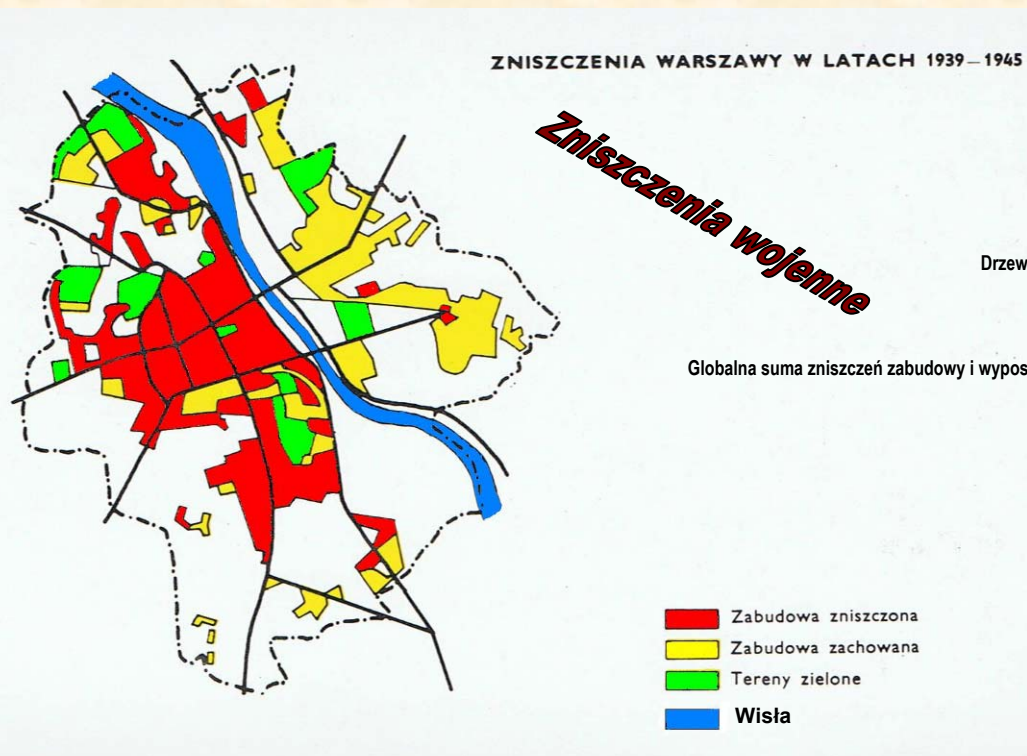 ZNISZCZENIA WARSZAWY W LATACH 1939–1945
Zniszczenia wojenne
Drzew
Globalna suma zniszczeń zabudowy i wypos
Zabudowa zniszczona
Zabudowa zachowana
Tereny zielone
Wisła